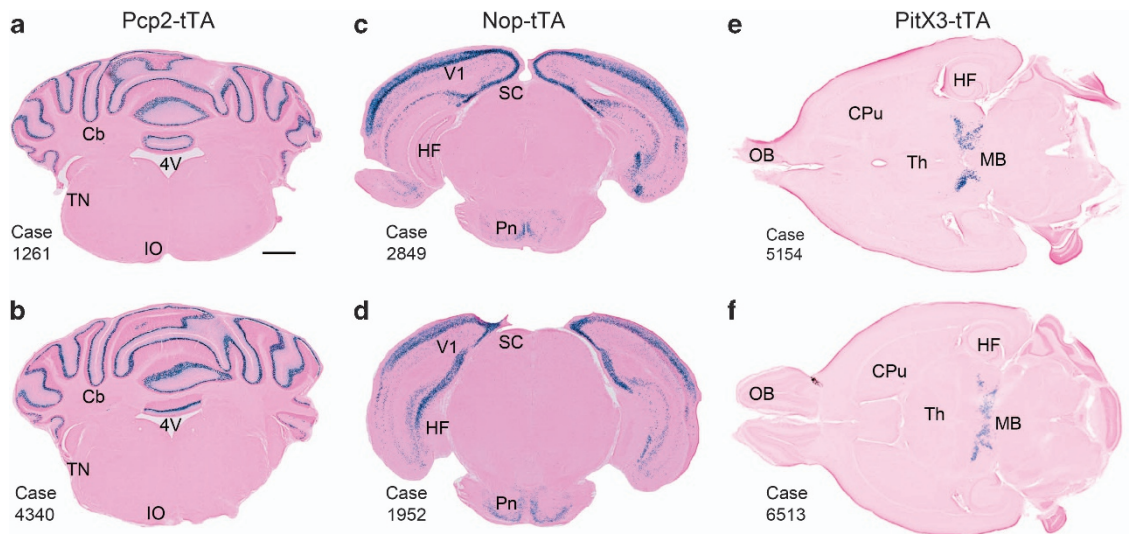 a Pcp2-tTA
Cb
4V
TN
Case
1261
IO
b
Cb
4V
TN
Case
4340
IO
c Nop-tTA
V1
SC
HF
Pn
Case
2849
d
V1
SC
HF
Pn
Case
1952
e PitX3-tTA
HF
CPu
OB
Th
MB
Case
5154
f
HF
CPu
OB
Th
MB
Case
6513